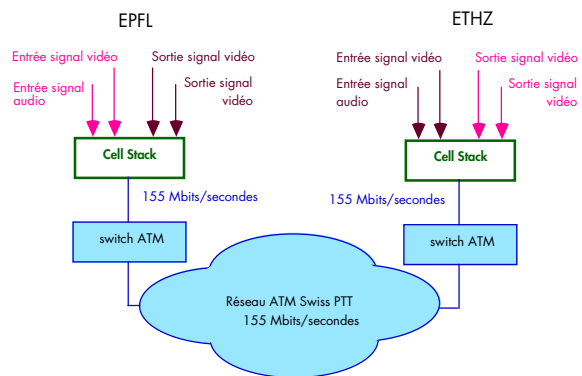 EPFL
ETHZ
Entrée signal vidéo
Sortie signal vidéo
Entrée signal
audio
Sortie signal
vidéo
Entrée signal vidéo
Sortie signal vidéo
Entrée signal
audio
Sortie signal
vidéo
Cell Stack
Cell Stack
155 Mbits/secondes
155 Mbits/secondes
switch ATM
switch ATM
Réseau ATM Swiss PTT
155 Mbits/secondes